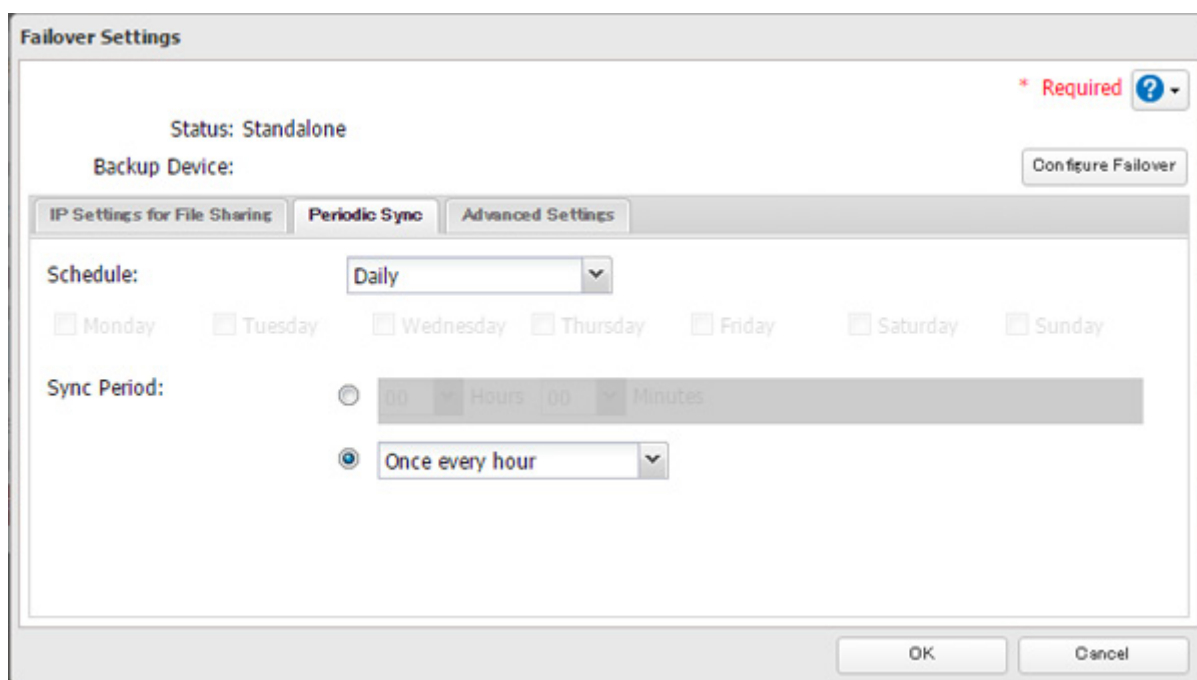 Failover Settings
* Required
Status: Standalone
Backup Device:
Configure Failover
IP Settings for File Sharing Periodic Sync Advanced Settings
Schedule: Daily
Monday Tuesday Wednesday Thursday Friday Saturday Sunday
Sync Period: 00 Hours 00 Minutes
Once every hour
OK Cancel